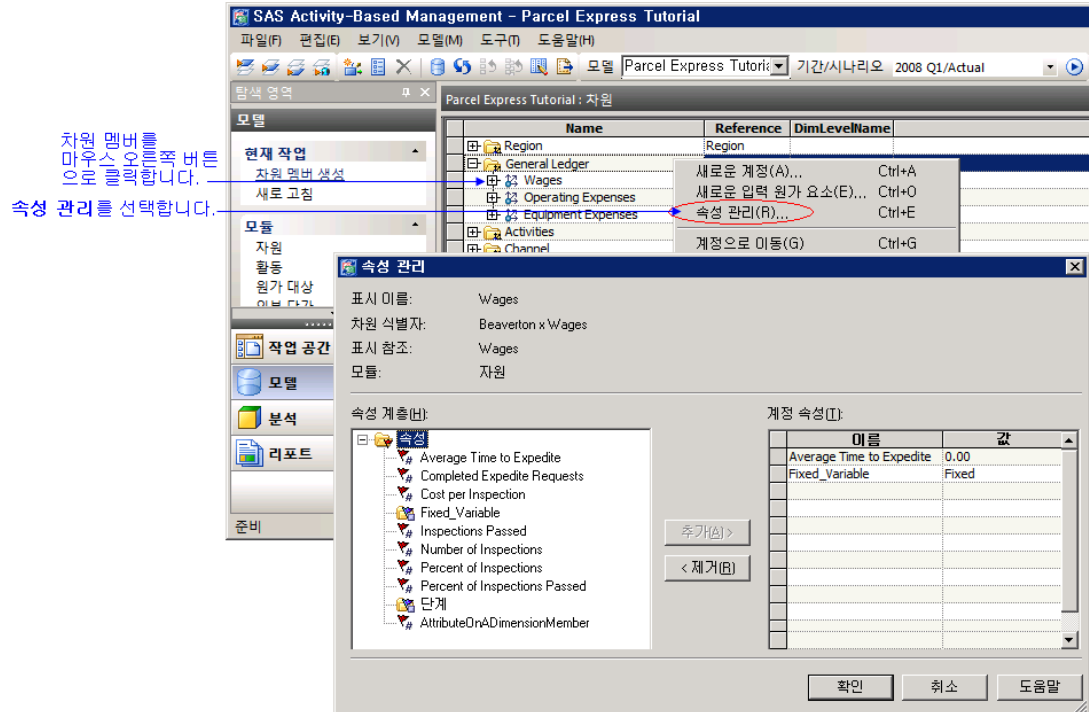 SAS Activity-Based Management - Parcel Express Tutorial
파일(F) 편집(E) 보기(V) 모델(M) 도구(T) 도움말(H)
모델 Parcel Express Tutoria 기간/시나리오 2008 Q1/Actual
탐색 영역
Parcel Express Tutorial : 차원
모델
현재 작업
차원 멤버 생성
새로 고침
모듈
자원
활동
원가 대상
외부 단가
작업 공간
모델
분석
리포트
준비
Name Reference DimLevelName
Region Region
General Ledger
Wages
Operating Expenses
Equipment Expenses
Activities
Channel
새로운 계정(A)... Ctrl+A
새로운 입력 원가 요소(E)... Ctrl+O
속성 관리(R)... Ctrl+E
계정으로 이동(G) Ctrl+G
차원 멤버를
마우스 오른쪽 버튼
으로 클릭합니다.
속성 관리를 선택합니다.
속성 관리
표시 이름: Wages
차원 식별자: Beaverton x Wages
표시 참조: Wages
모듈: 자원
속성 계층(H):
속성
Average Time to Expedite
Completed Expedite Requests
Cost per Inspection
Fixed_Variable
Inspections Passed
Number of Inspections
Percent of Inspections
Percent of Inspections Passed
단계
AttributeOnADimensionMember
추가(A) >
< 제거(R)
계정 속성(T):
이름 값
Average Time to Expedite 0.00
Fixed_Variable Fixed
확인 취소 도움말